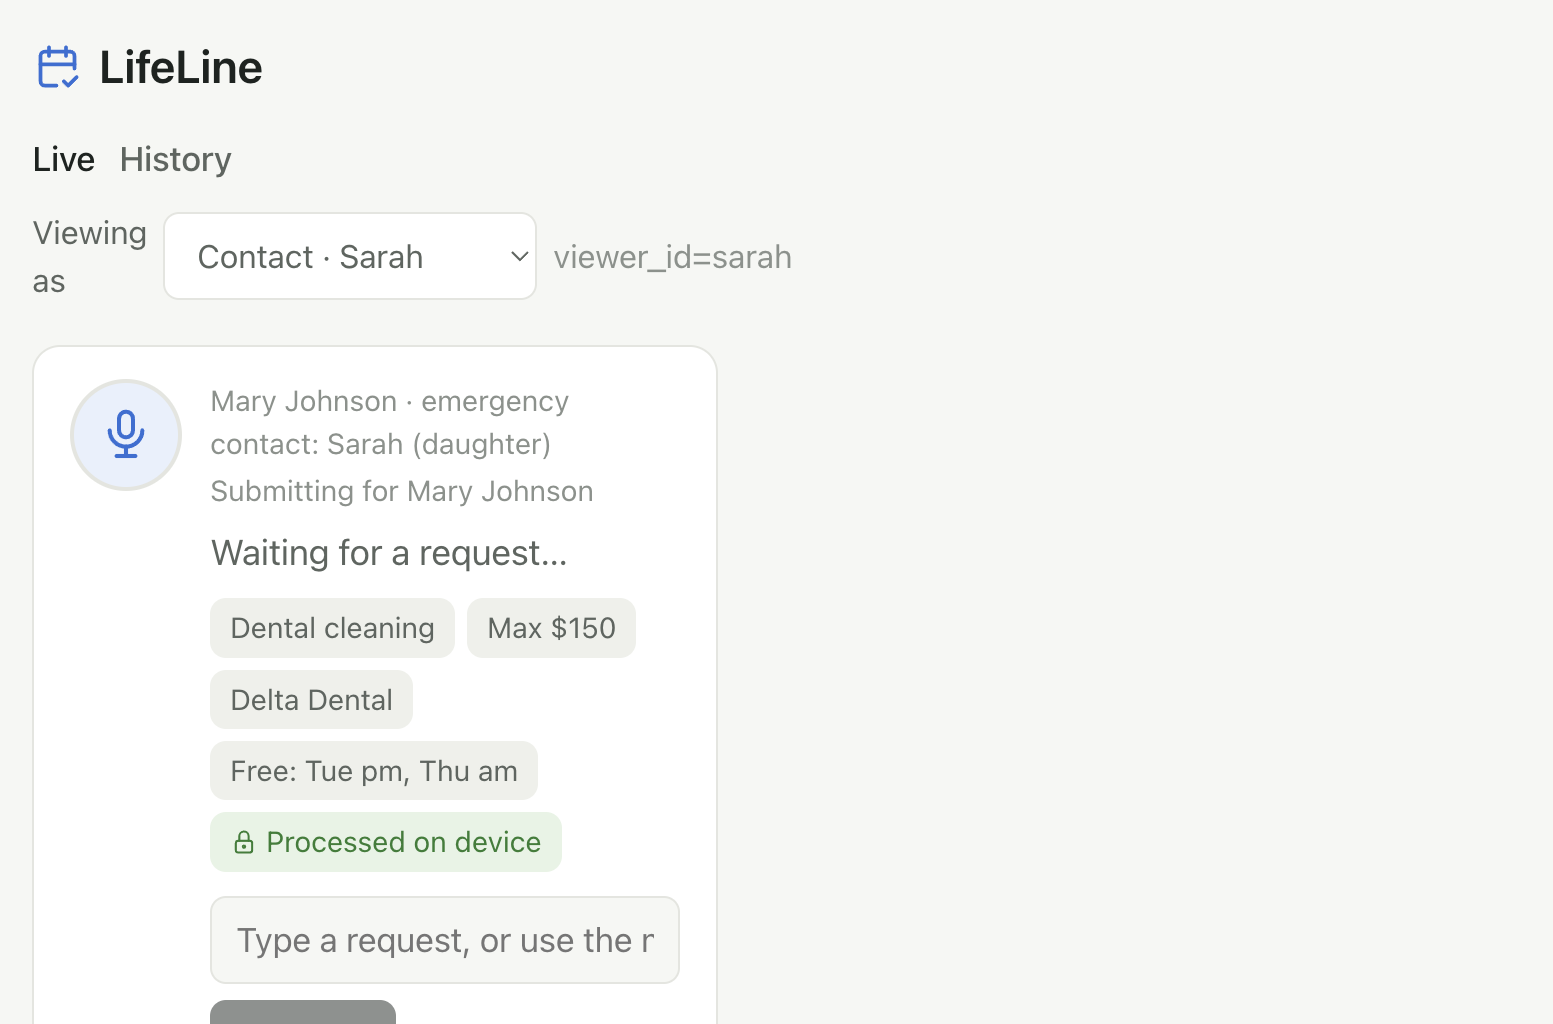 LifeLine
Live History
Viewing
as
Contact · Sarah
viewer_id=sarah
Mary Johnson · emergency
contact: Sarah (daughter)
Submitting for Mary Johnson
Waiting for a request...
Dental cleaning
Max $150
Delta Dental
Free: Tue pm, Thu am
Processed on device
Type a request, or use the